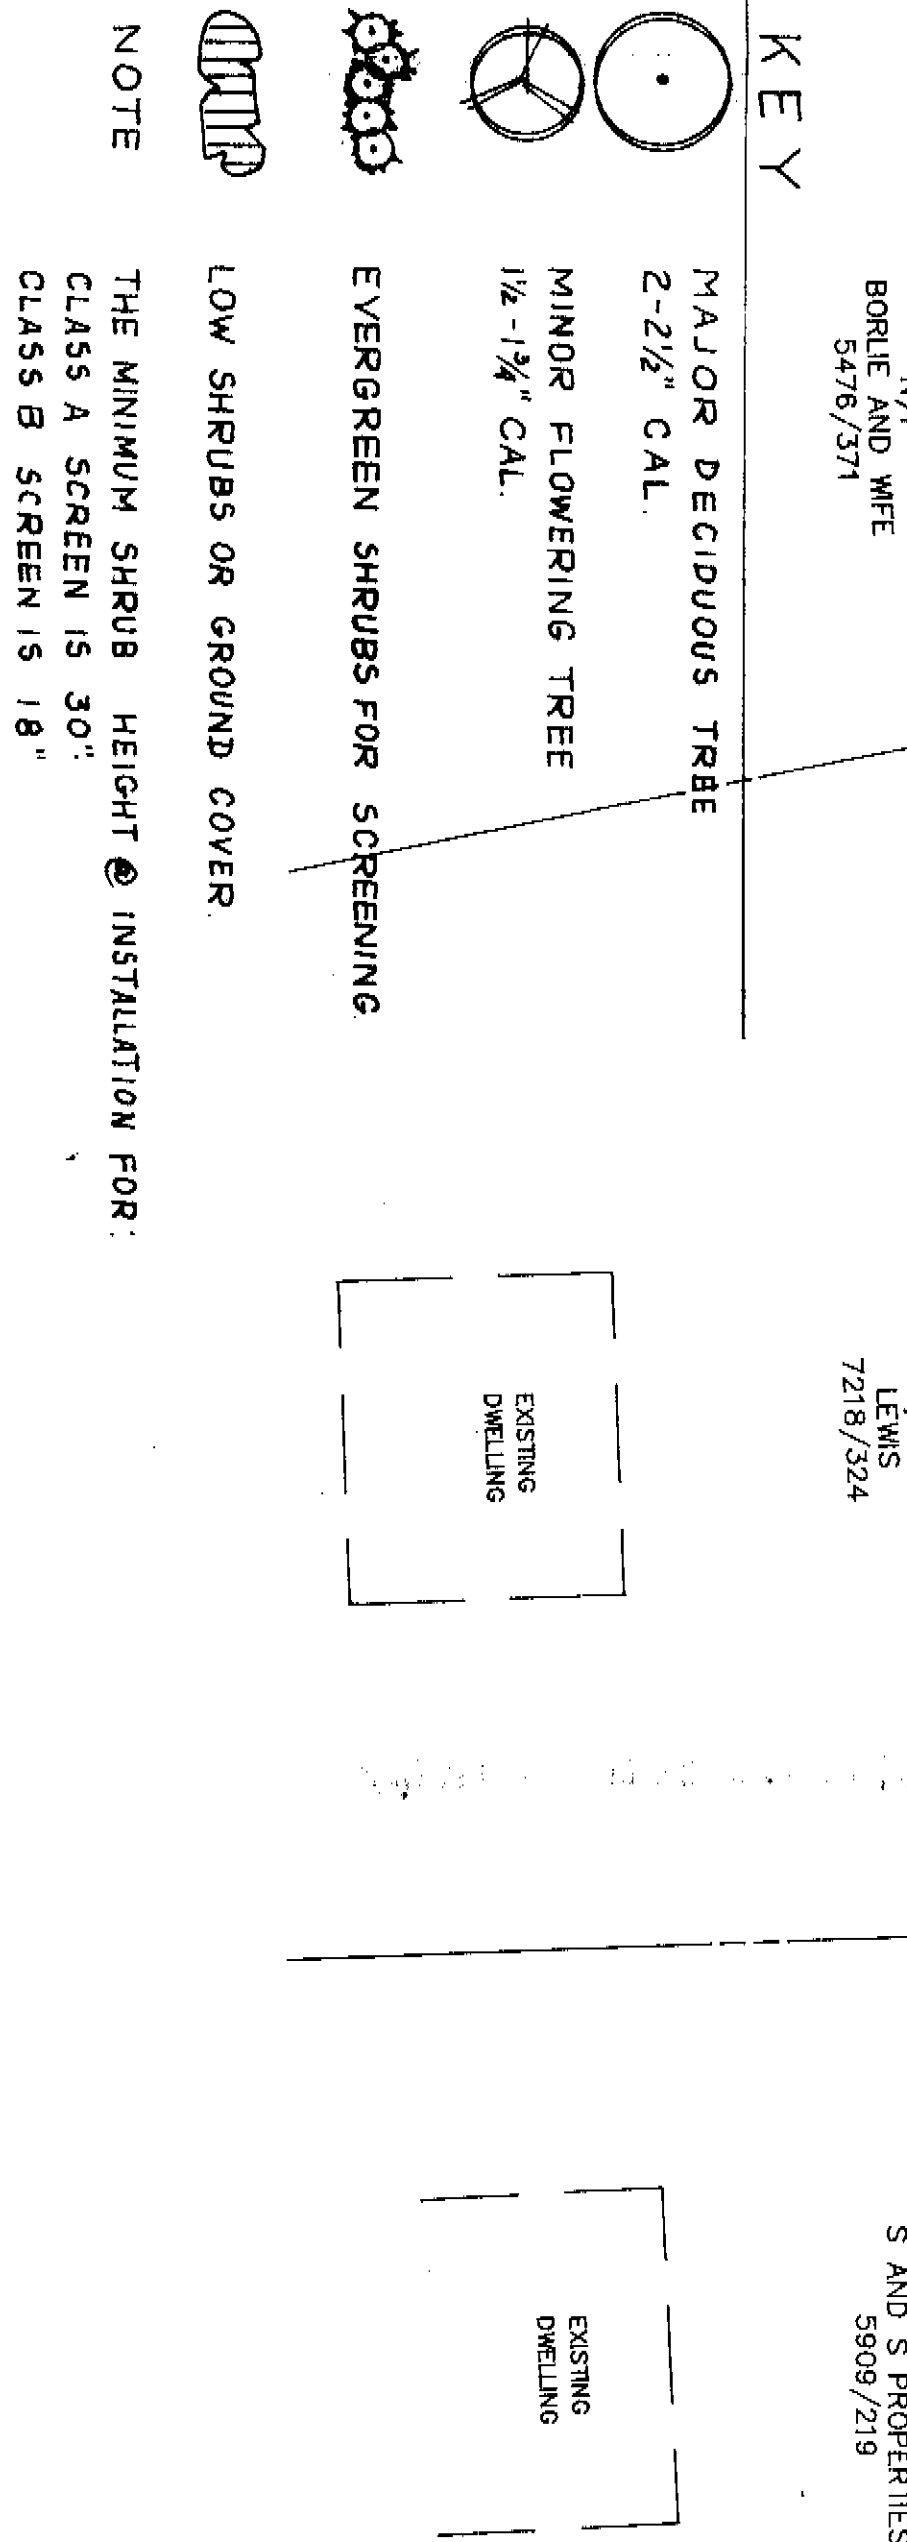 BORLIE AND WIFE
5476/371
LEWIS
7218/324
S AND S PROPERTIES
5909/219
KEY
MAJOR DECIDUOUS TREE
2-2½" CAL.
MINOR FLOWERING TREE
1½-1¾" CAL.
EVERGREEN SHRUBS FOR SCREENING
LOW SHRUBS OR GROUND COVER.
NOTE THE MINIMUM SHRUB HEIGHT @ INSTALLATION FOR:
CLASS A SCREEN IS 30".
CLASS B SCREEN IS 18"
EXISTING
DWELLING
EXISTING
DWELLING